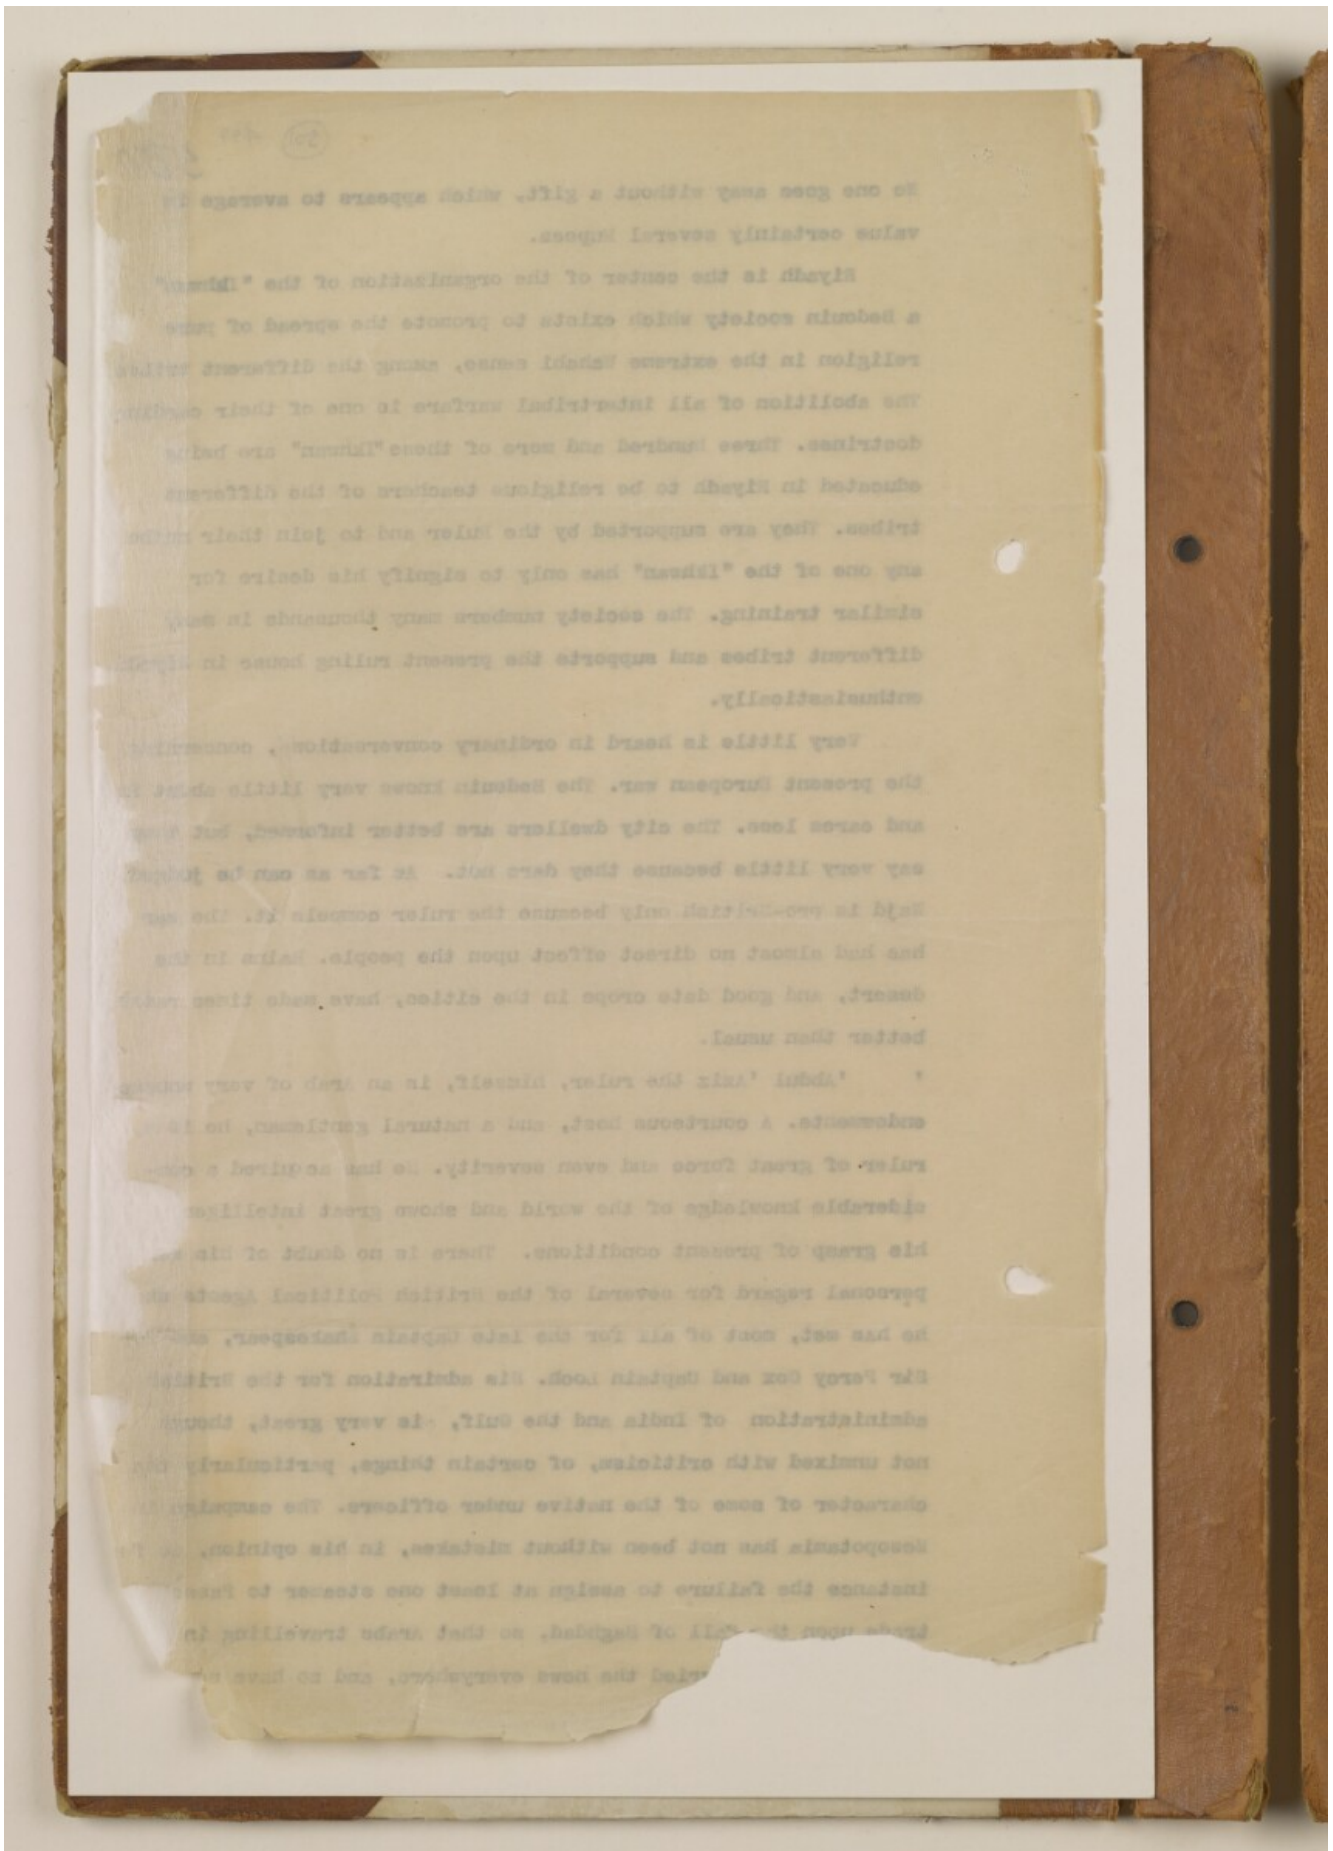 No one goes away without a gift, which appears to average in
value certainly several Rupees.
Riyadh is the center of the organization of the "Ikhwan"
a Bedouin society which exists to promote the spread of pure
religion in the extreme Wahabi sense, among the different tribes
The abolition of all intertribal warfare is one of their cardinal
doctrines. Three hundred and more of these "Ikhwan" are being
educated in Riyadh to be religious teachers of the different
tribes. They are supported by the Ruler and to join their
any one of the "Ikhwan" has only to signify his desire for
similar training. The society numbers many thousands in
different tribes and supports the present ruling house in Riyadh
enthusiastically.
Very little is heard in ordinary conversation, concerning
the present European war. The Bedouin knows very little about
and cares less. The city dwellers are better informed, but
say very little because they dare not. As far as can be judged
Nejd is pro-British only because the ruler compels it. The war
has had almost no direct effect upon the people. Rains in the
desert, and good date crops in the cities, have made times
better than usual.
'Abdul 'Aziz the ruler, himself, is an Arab of very
endowments. A courteous host, and a natural gentleman, he is
ruler of great force and even severity. He has acquired a con-
siderable knowledge of the world and shows great
his grasp of present conditions. There is no doubt of his
personal regard for several of the British Political Agents
he has met, most of all for the late Captain Shakespear,
Sir Percy Cox and Captain Loch. His admiration for the British
administration of India and the Gulf, is very great, though
not unmixed with criticism, of certain things, particularly
character of some of the native under officers. The campaign
Mesopotamia has not been without mistakes, in his opinion,
instance the failure to assign at least one steamer to
trade upon the fall of Baghdad, so that Arabs travelling
the news everywhere, and so have